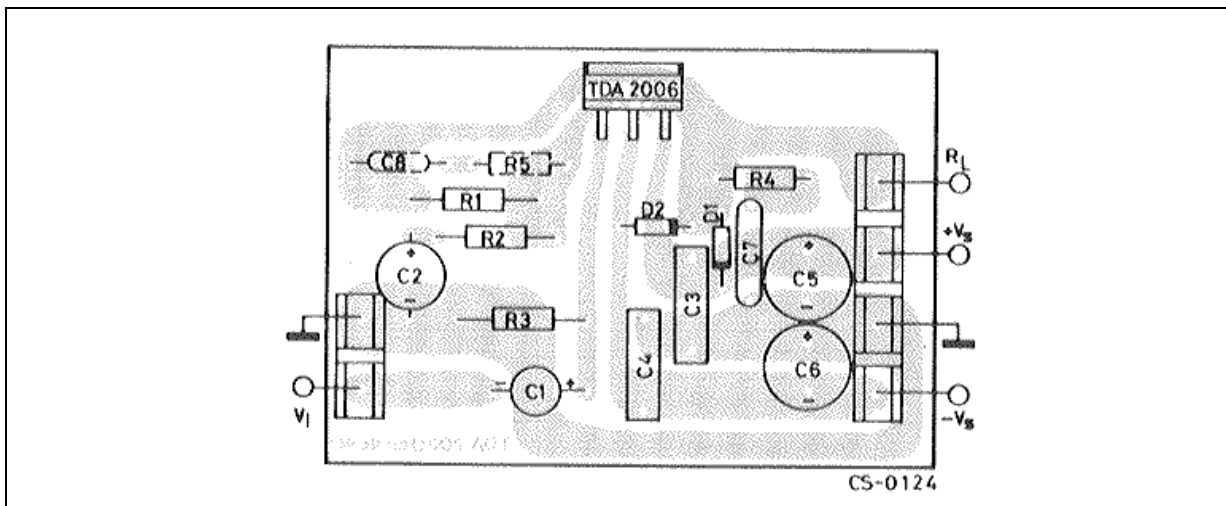 TDA 2006
C8
R5
R1
R2
C2
R3
C1
D2
D1
R4
C7
C3
C4
C5
C6
+
-
+
-
-
+
+
-
RL
+Vs
-Vs
Vi
CS-0124